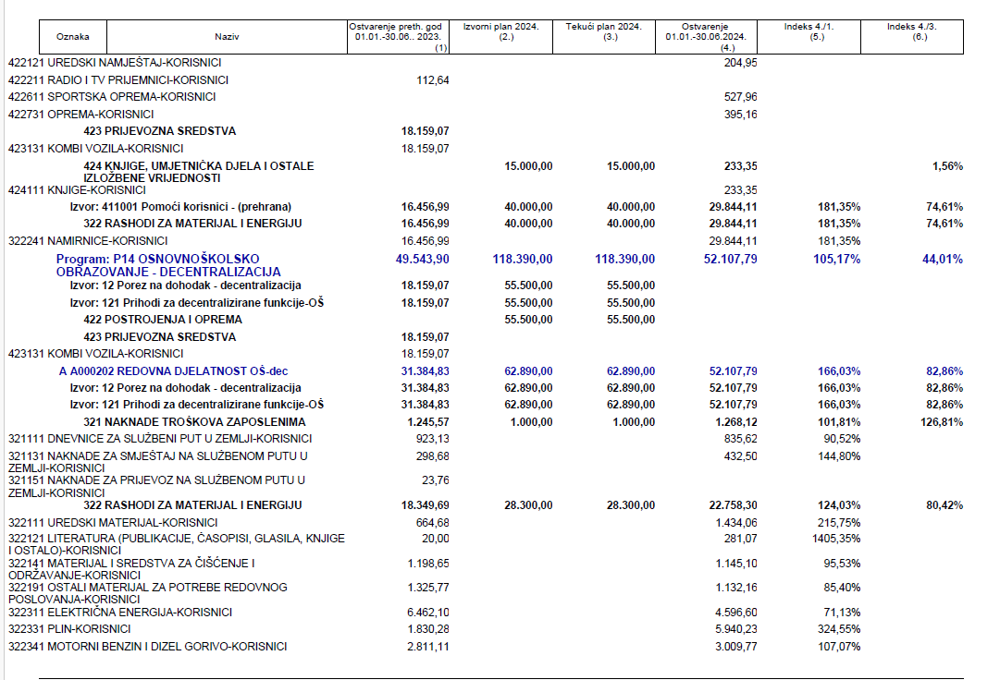 Oznaka Naziv Ostvarenje preth. god 01.01.-30.06.. 2023. (1) Izvorni plan 2024. (2.) Tekući plan 2024. (3.) Ostvarenje 01.01.-30.06.2024. (4.) Indeks 4./1. (5.) Indeks 4./3. (6.)
422121 UREDSKI NAMJEŠTAJ-KORISNICI 204,95
422211 RADIO I TV PRIJEMNICI-KORISNICI 112,64
422611 SPORTSKA OPREMA-KORISNICI 527,96
422731 OPREMA-KORISNICI 395,16
423 PRIJEVOZNA SREDSTVA 18.159,07
423131 KOMBI VOZILA-KORISNICI 18.159,07
424 KNJIGE, UMJETNIČKA DJELA I OSTALE 15.000,00 15.000,00 233,35 1,56%
IZLOŽBENE VRIJEDNOSTI
424111 KNJIGE-KORISNICI 233,35
Izvor: 411001 Pomoći korisnici - (prehrana) 16.456,99 40.000,00 40.000,00 29.844,11 181,35% 74,61%
322 RASHODI ZA MATERIJAL I ENERGIJU 16.456,99 40.000,00 40.000,00 29.844,11 181,35% 74,61%
322241 NAMIRNICE-KORISNICI 16.456,99 29.844,11 181,35%
Program: P14 OSNOVNOŠKOLSKO 49.543,90 118.390,00 118.390,00 52.107,79 105,17% 44,01%
OBRAZOVANJE - DECENTRALIZACIJA
Izvor: 12 Porez na dohodak - decentralizacija 18.159,07 55.500,00 55.500,00
Izvor: 121 Prihodi za decentralizirane funkcije-OŠ 18.159,07 55.500,00 55.500,00
422 POSTROJENJA I OPREMA 55.500,00 55.500,00
423 PRIJEVOZNA SREDSTVA 18.159,07
423131 KOMBI VOZILA-KORISNICI 18.159,07
A A000202 REDOVNA DJELATNOST OŠ-dec 31.384,83 62.890,00 62.890,00 52.107,79 166,03% 82,86%
Izvor: 12 Porez na dohodak - decentralizacija 31.384,83 62.890,00 62.890,00 52.107,79 166,03% 82,86%
Izvor: 121 Prihodi za decentralizirane funkcije-OŠ 31.384,83 62.890,00 62.890,00 52.107,79 166,03% 82,86%
321 NAKNADE TROŠKOVA ZAPOSLENIMA 1.245,57 1.000,00 1.000,00 1.268,12 101,81% 126,81%
321111 DNEVNICE ZA SLUŽBENI PUT U ZEMLJI-KORISNICI 923,13 835,62 90,52%
321131 NAKNADE ZA SMJEŠTAJ NA SLUŽBENOM PUTU U 298,68 432,50 144,80%
ZEMLJI-KORISNICI
321151 NAKNADE ZA PRIJEVOZ NA SLUŽBENOM PUTU U 23,76
ZEMLJI-KORISNICI
322 RASHODI ZA MATERIJAL I ENERGIJU 18.349,69 28.300,00 28.300,00 22.758,30 124,03% 80,42%
322111 UREDSKI MATERIJAL-KORISNICI 664,68 1.434,06 215,75%
322121 LITERATURA (PUBLIKACIJE, ČASOPISI, GLASILA, KNJIGE 20,00 281,07 1405,35%
I OSTALO)-KORISNICI
322141 MATERIJAL I SREDSTVA ZA ČIŠĆENJE I 1.198,65 1.145,10 95,53%
ODRŽAVANJE-KORISNICI
322191 OSTALI MATERIJAL ZA POTREBE REDOVNOG 1.325,77 1.132,16 85,40%
POSLOVANJA-KORISNICI
322311 ELEKTRIČNA ENERGIJA-KORISNICI 6.462,10 4.596,60 71,13%
322331 PLIN-KORISNICI 1.830,28 5.940,23 324,55%
322341 MOTORNI BENZIN I DIZEL GORIVO-KORISNICI 2.811,11 3.009,77 107,07%